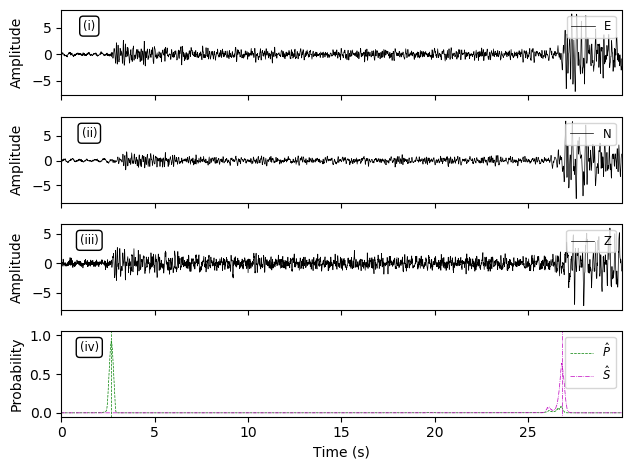 Amplitude
5
0
−5
(i)
E
Amplitude
5
0
−5
(ii)
N
Amplitude
5
0
−5
(iii)
Z
Probability
1.0
0.5
0.0
(iv)
P̂
Ŝ
0 5 10 15 20 25
Time (s)